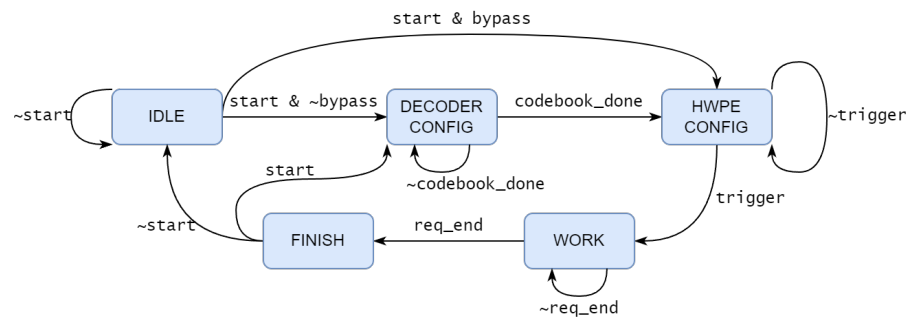 start & bypass
~start
IDLE
start & ~bypass
DECODER
CONFIG
codebook_done
HWPE
CONFIG
~trigger
start
~codebook_done
trigger
~start
FINISH
req_end
WORK
~req_end